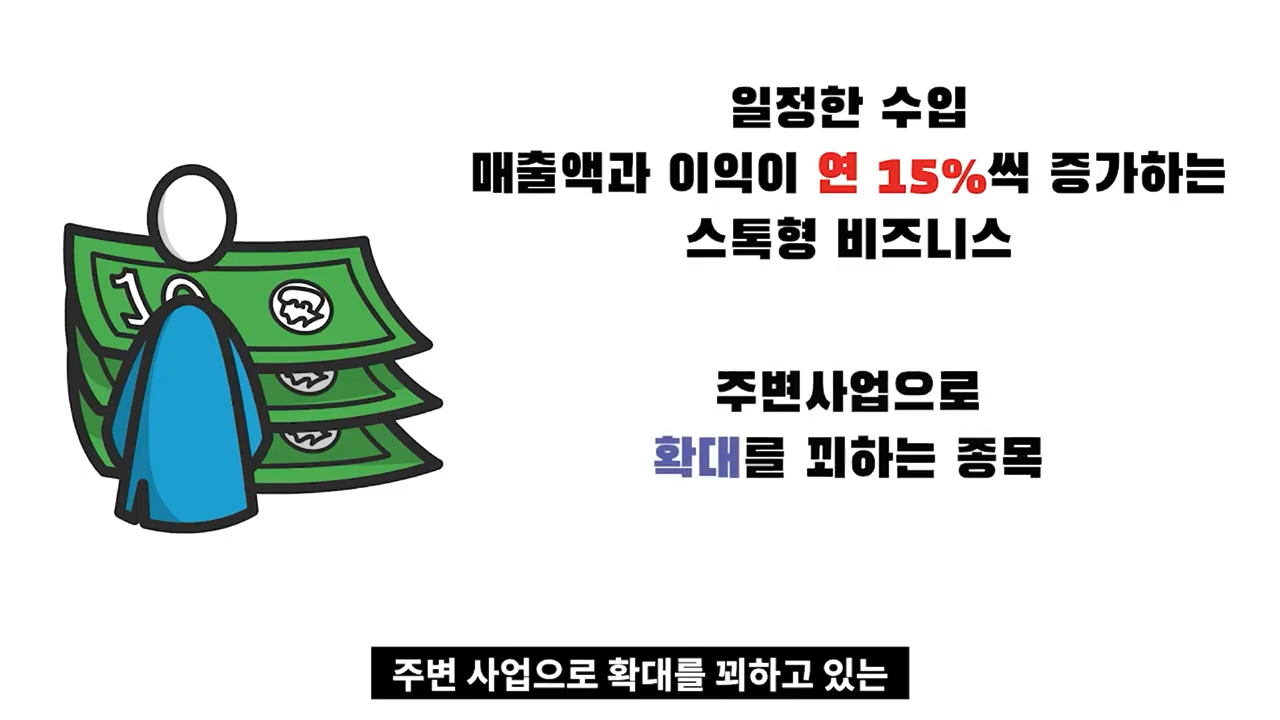 일정한 수입
매출액과 이익이 연 15%씩 증가하는
스톡형 비즈니스
주변사업으로
확대를 꾀하는 종목
주변 사업으로 확대를 꾀하고 있는